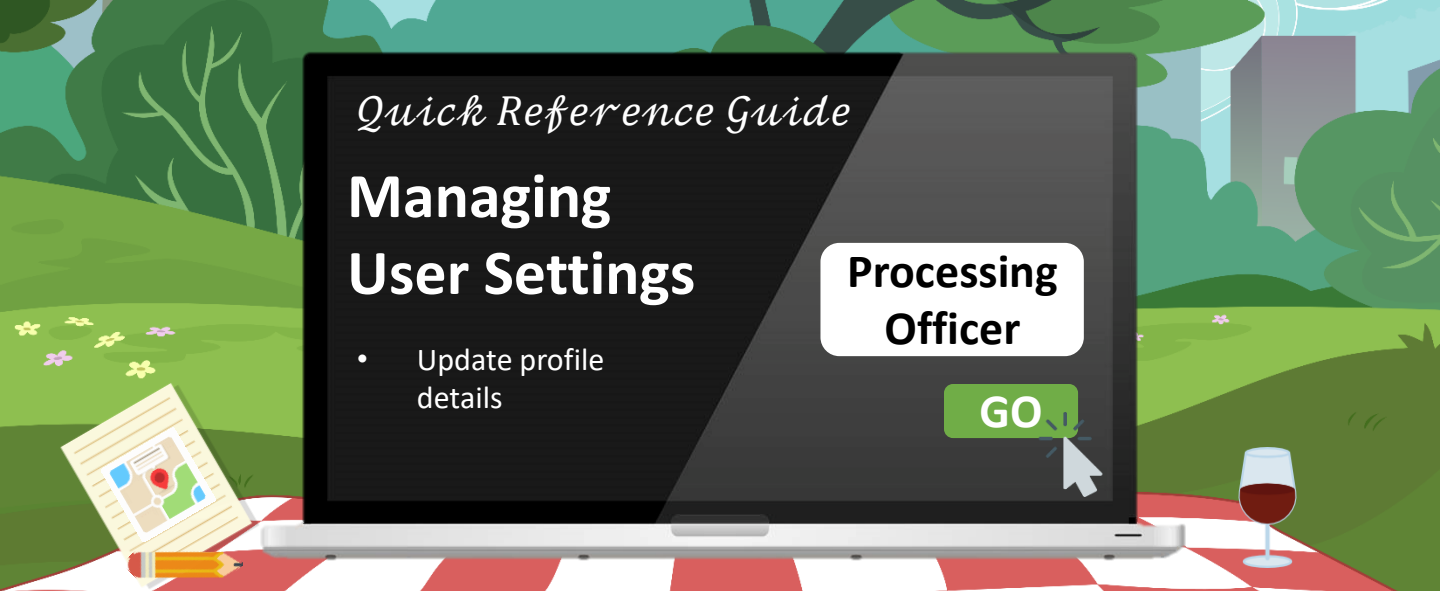 Quick Reference Guide
Managing
User Settings
• Update profile
details
Processing
Officer
GO